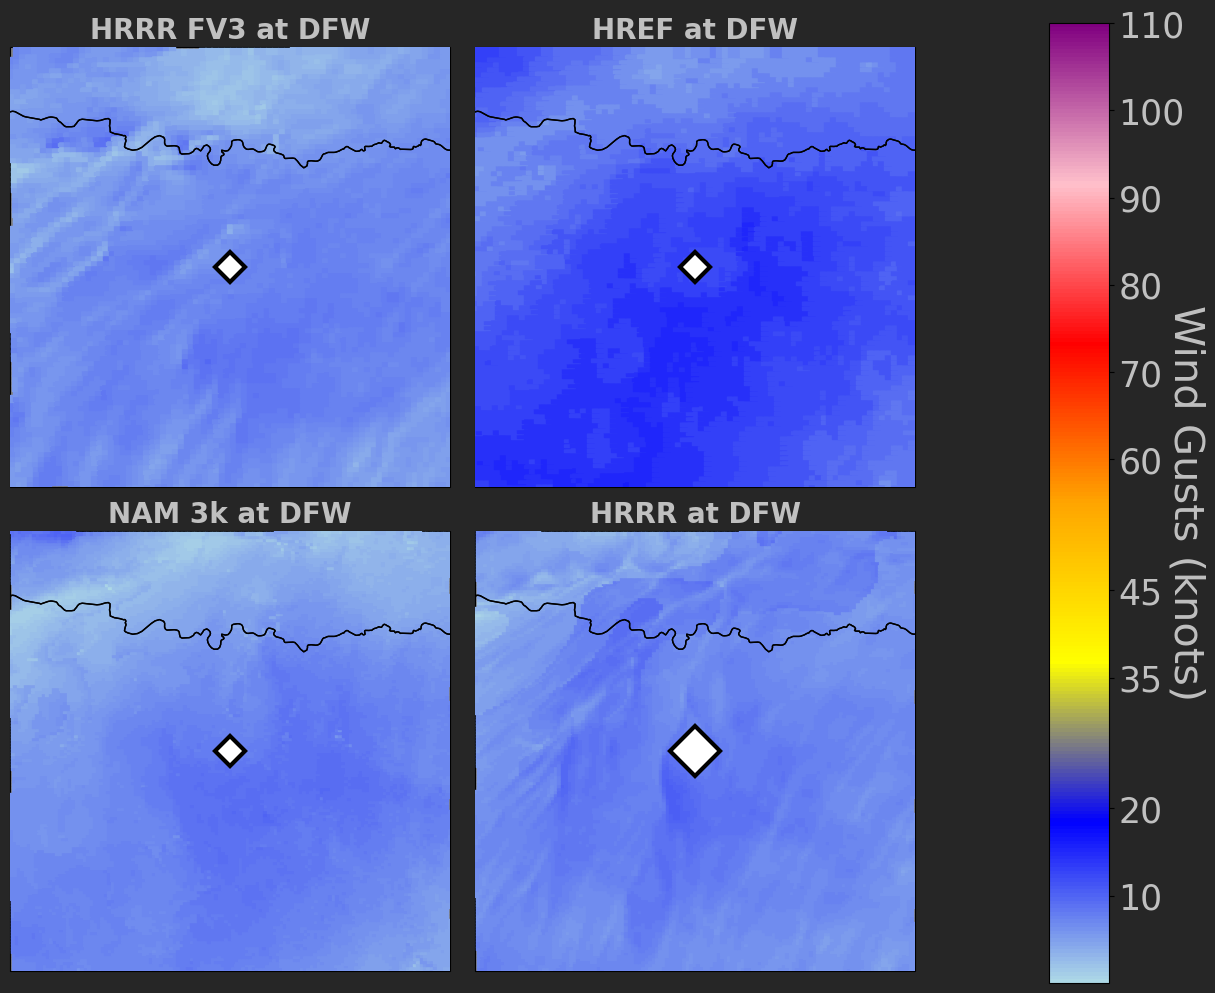 HRRR FV3 at DFW
HREF at DFW
NAM 3k at DFW
HRRR at DFW
110
100
90
80
70
60
45
35
20
10
Wind Gusts (knots)